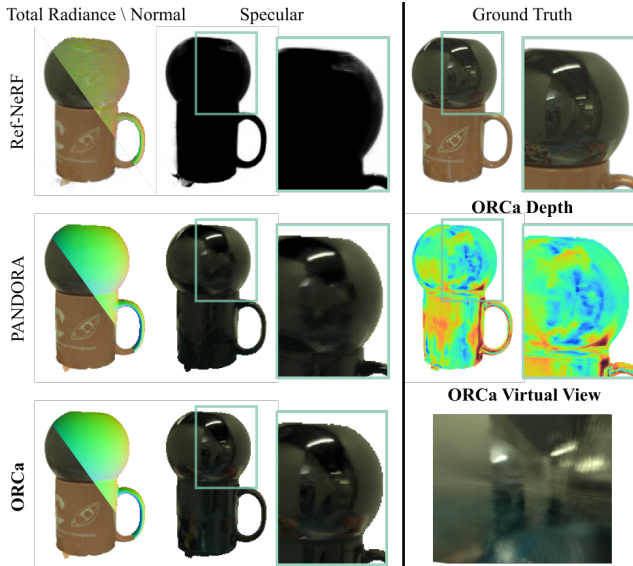 Total Radiance \ Normal
Specular
Ground Truth
Ref-NeRF
ORCa Depth
PANDORA
ORCa Virtual View
ORCa